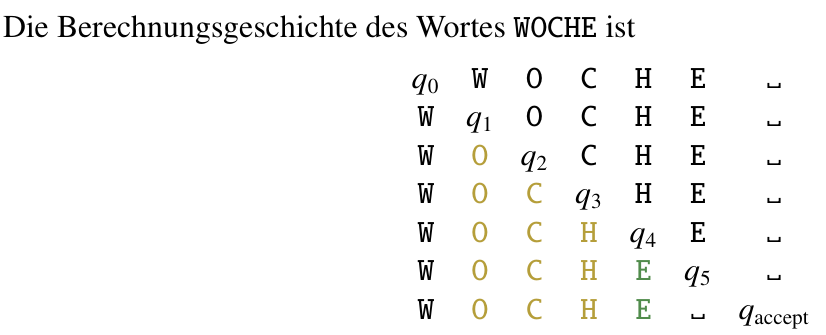 Die Berechnungsgeschichte des Wortes WOCHE ist
q0 W O C H E ␣
W q1 O C H E ␣
W O q2 C H E ␣
W O C q3 H E ␣
W O C H q4 E ␣
W O C H E q5 ␣
W O C H E ␣ qaccept